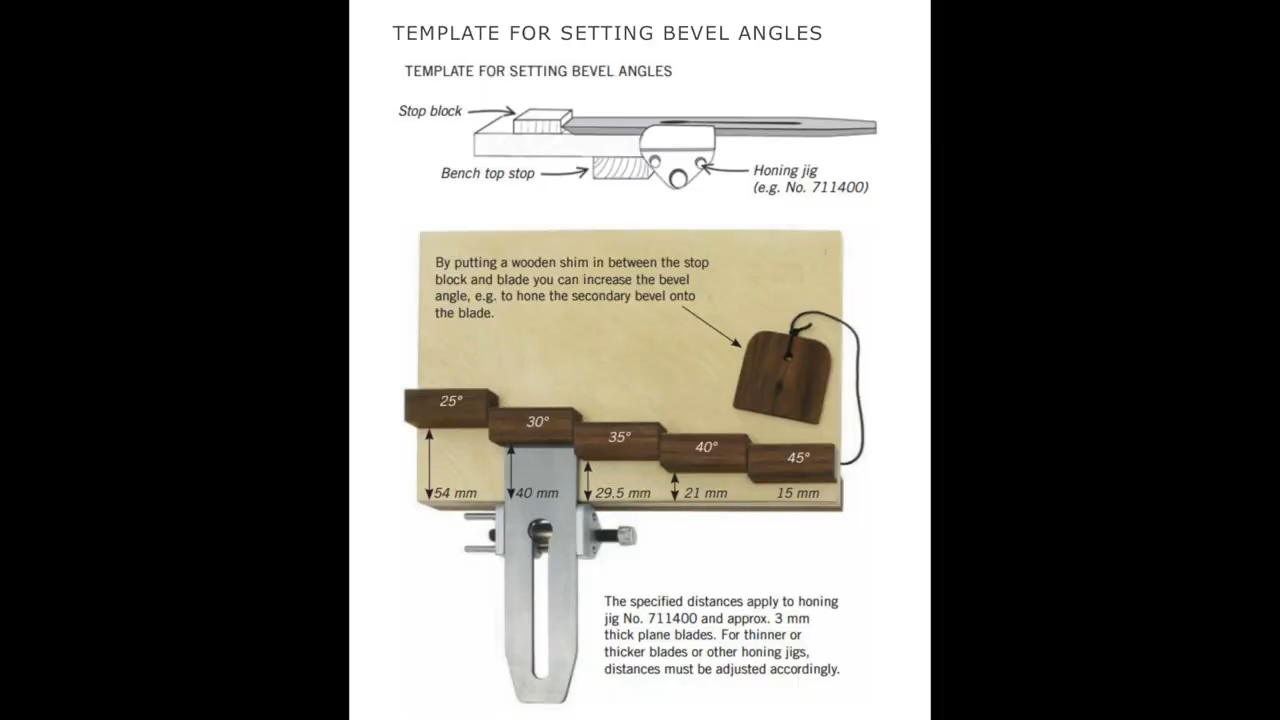 TEMPLATE FOR SETTING BEVEL ANGLES
TEMPLATE FOR SETTING BEVEL ANGLES
Stop block
Bench top stop
Honing jig
(e.g. No. 711400)
By putting a wooden shim in between the stop
block and blade you can increase the bevel
angle, e.g. to hone the secondary bevel onto
the blade.
25°
30°
35°
40°
45°
54 mm
40 mm
29.5 mm
21 mm
15 mm
The specified distances apply to honing
jig No. 711400 and approx. 3 mm
thick plane blades. For thinner or
thicker blades or other honing jigs,
distances must be adjusted accordingly.